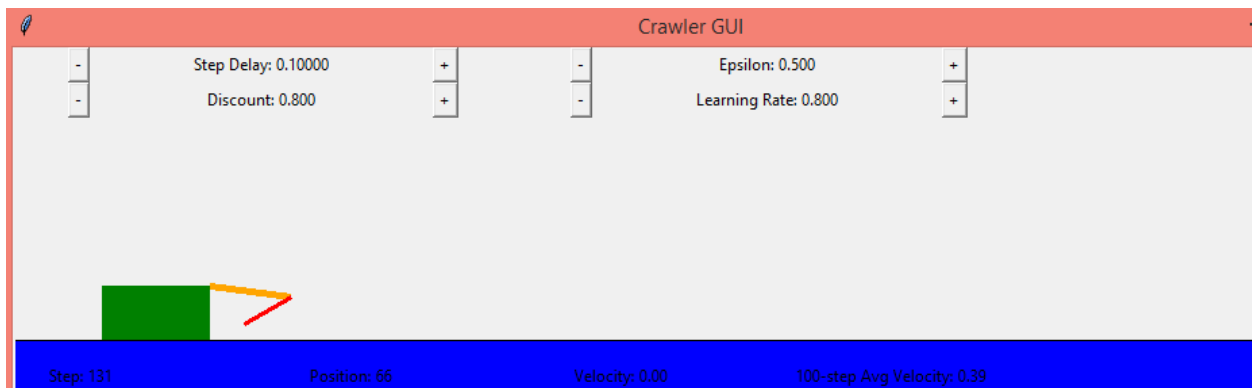 Crawler GUI
- Step Delay: 0.10000 + - Epsilon: 0.500 +
- Discount: 0.800 + - Learning Rate: 0.800 +
Step: 131 Position: 66 Velocity: 0.00 100-step Avg Velocity: 0.39